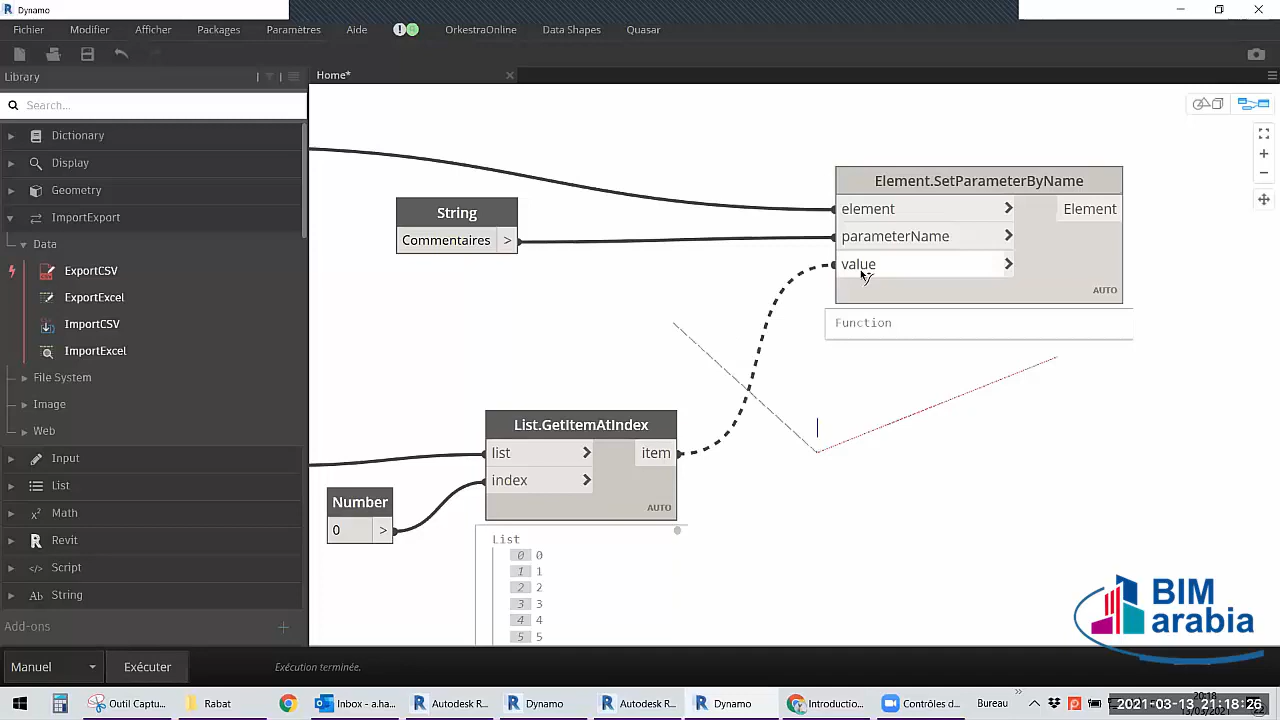 Dynamo
Fichier Modifier Afficher Packages Paramètres Aide ! OrkestraOnline Data Shapes Quasar
Library
Home*
Search...
Dictionary
Display
Geometry
ImportExport
Data
ExportCSV
ExportExcel
ImportCSV
ImportExcel
File System
Image
Web
Input
List
Math
Revit
Script
String
Add-ons
String
Commentaires >
Element.SetParameterByName
element > Element
parameterName >
value >
AUTO
Function
List.GetItemAtIndex
list > item
index >
AUTO
Number
0 >
List
0 0
1 1
2 2
3 3
4 4
5 5
BIM
arabia
Manuel Exécuter Exécution terminée.
Outil Captu... Rabat Inbox - a.ha... Autodesk R... Dynamo Autodesk R... Dynamo Introductio... Contrôles d... Bureau
2021-03-13 21:18:26